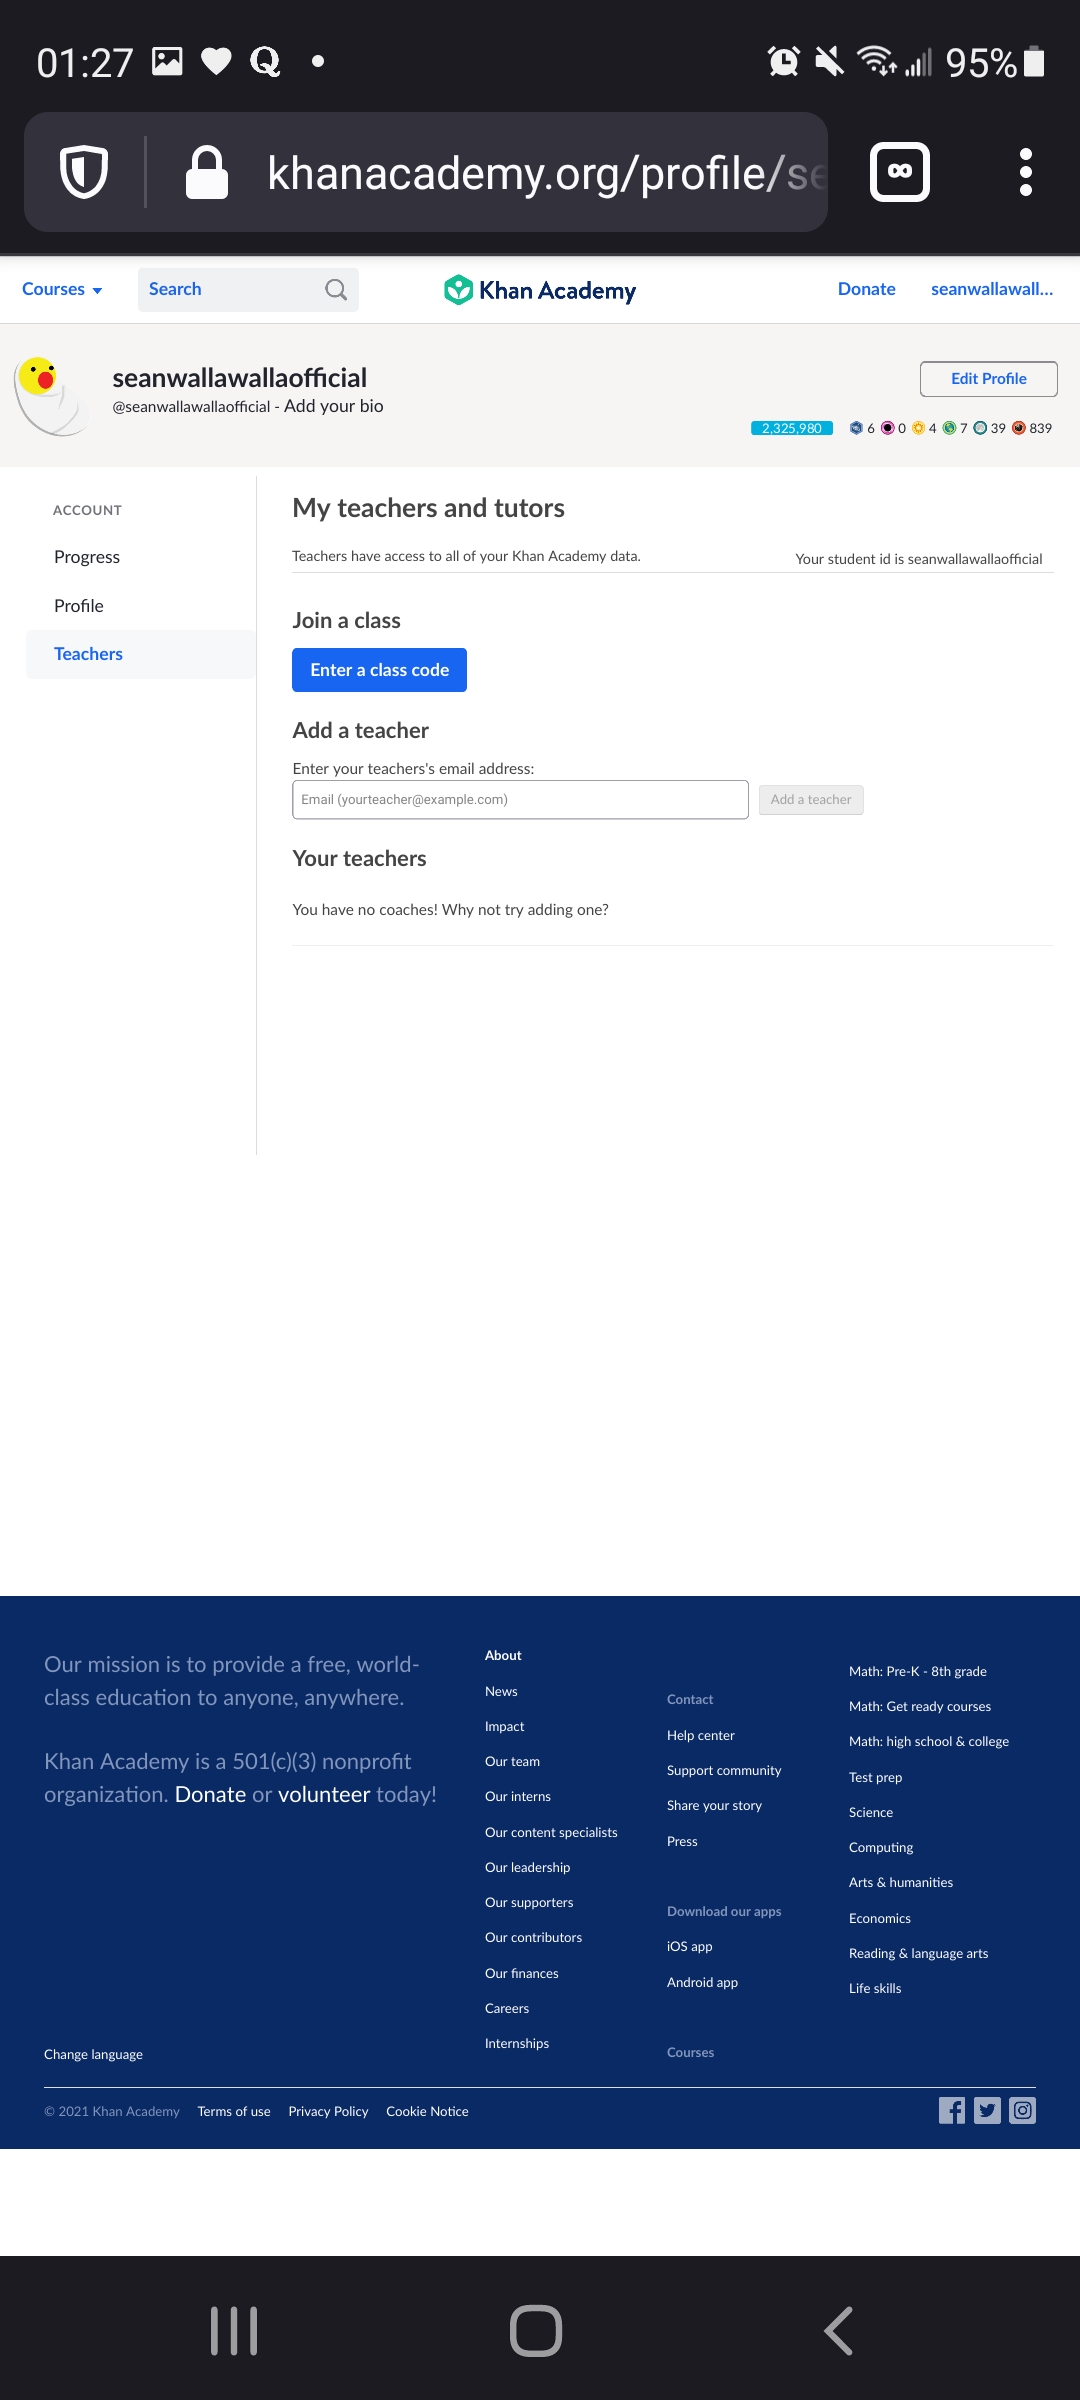 01:27
95%
khanacademy.org/profile/se
Courses
Search
Khan Academy
Donate
seanwallawall...
seanwallawallaofficial
@seanwallawallaofficial - Add your bio
Edit Profile
2,325,980 6 0 4 7 39 839
ACCOUNT
Progress
Profile
Teachers
My teachers and tutors
Teachers have access to all of your Khan Academy data.
Your student id is seanwallawallaofficial
Join a class
Enter a class code
Add a teacher
Enter your teachers's email address:
Email (yourteacher@example.com)
Add a teacher
Your teachers
You have no coaches! Why not try adding one?
Our mission is to provide a free, world-
class education to anyone, anywhere.
Khan Academy is a 501(c)(3) nonprofit
organization. Donate or volunteer today!
Change language
About
News
Impact
Our team
Our interns
Our content specialists
Our leadership
Our supporters
Our contributors
Our finances
Careers
Internships
Contact
Help center
Support community
Share your story
Press
Download our apps
iOS app
Android app
Courses
Math: Pre-K - 8th grade
Math: Get ready courses
Math: high school & college
Test prep
Science
Computing
Arts & humanities
Economics
Reading & language arts
Life skills
© 2021 Khan Academy
Terms of use
Privacy Policy
Cookie Notice